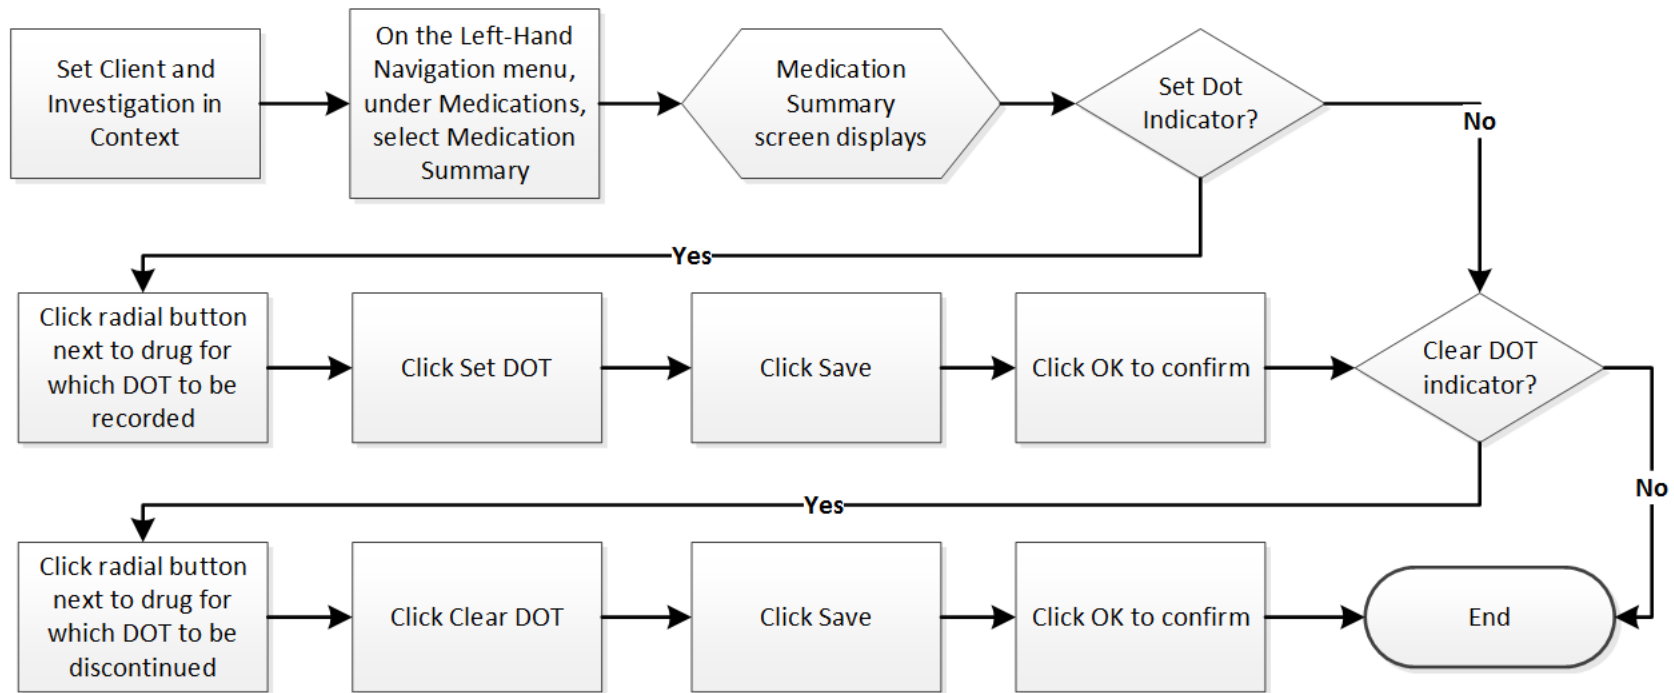 Set Client and
Investigation in
Context
On the Left-Hand
Navigation menu,
under Medications,
select Medication
Summary
Medication
Summary
screen displays
Set Dot
Indicator?
No
Yes
Click radial button
next to drug for
which DOT to be
recorded
Click Set DOT
Click Save
Click OK to confirm
Clear DOT
indicator?
No
Yes
Click radial button
next to drug for
which DOT to be
discontinued
Click Clear DOT
Click Save
Click OK to confirm
End